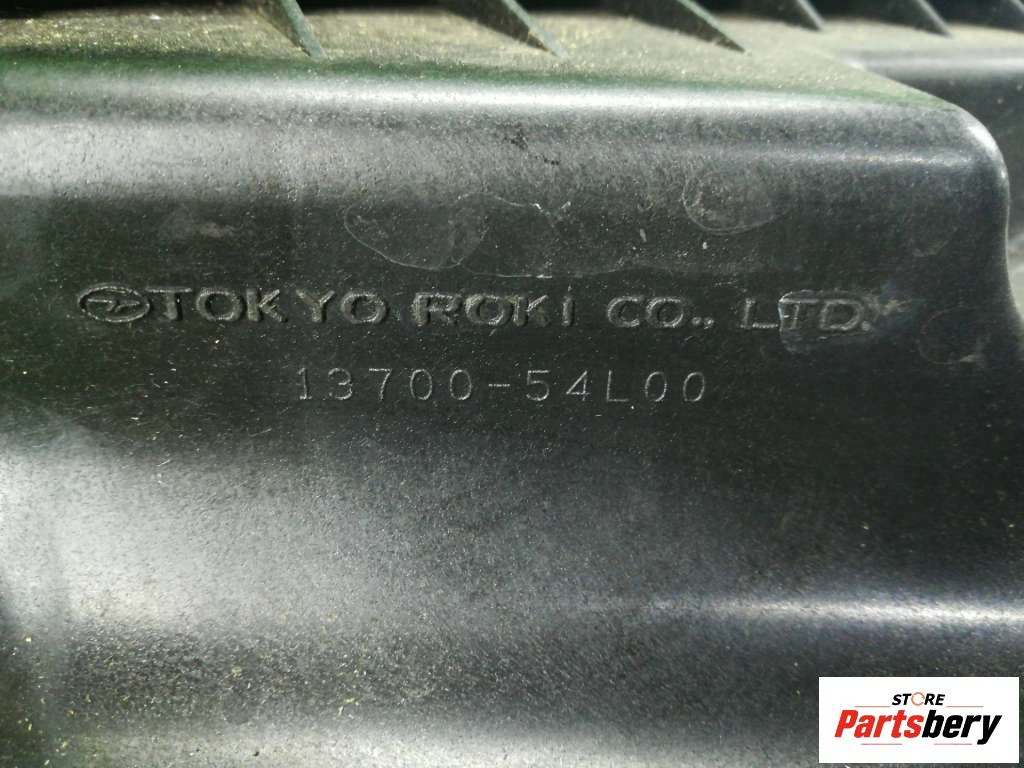 TOKYO ROKI CO., LTD.
13700-54L00
STORE
Partsbery